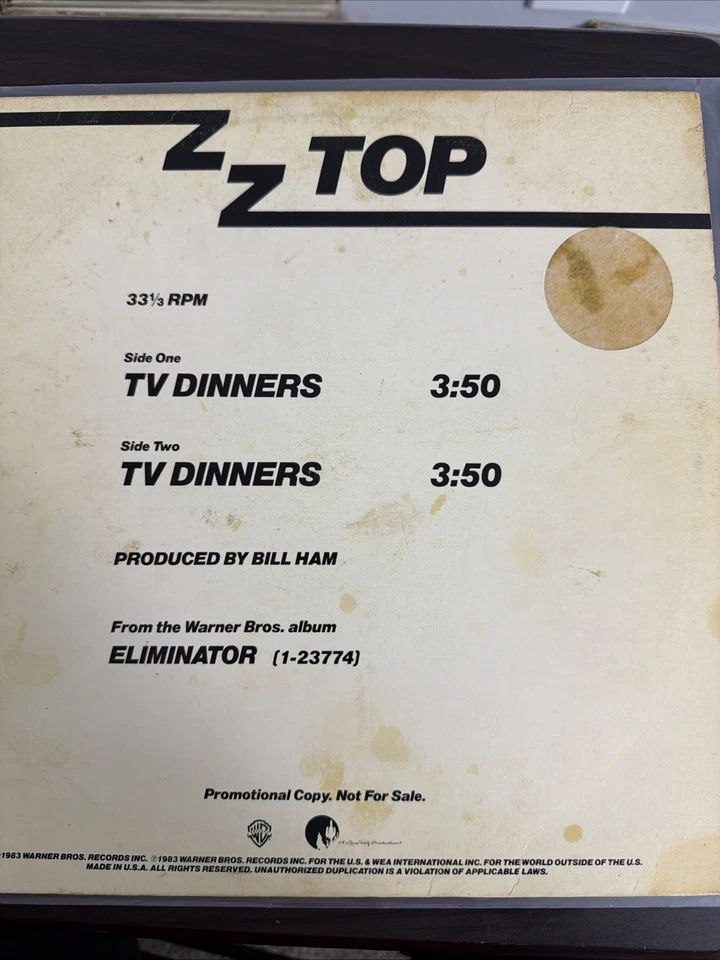 ZZ TOP
33⅓ RPM
Side One
TV DINNERS 3:50
Side Two
TV DINNERS 3:50
PRODUCED BY BILL HAM
From the Warner Bros. album
ELIMINATOR (1-23774)
Promotional Copy. Not For Sale.
1983 WARNER BROS. RECORDS INC. ℗1983 WARNER BROS. RECORDS INC. FOR THE U.S. & WEA INTERNATIONAL INC. FOR THE WORLD OUTSIDE OF THE U.S.
MADE IN U.S.A. ALL RIGHTS RESERVED. UNAUTHORIZED DUPLICATION IS A VIOLATION OF APPLICABLE LAWS.